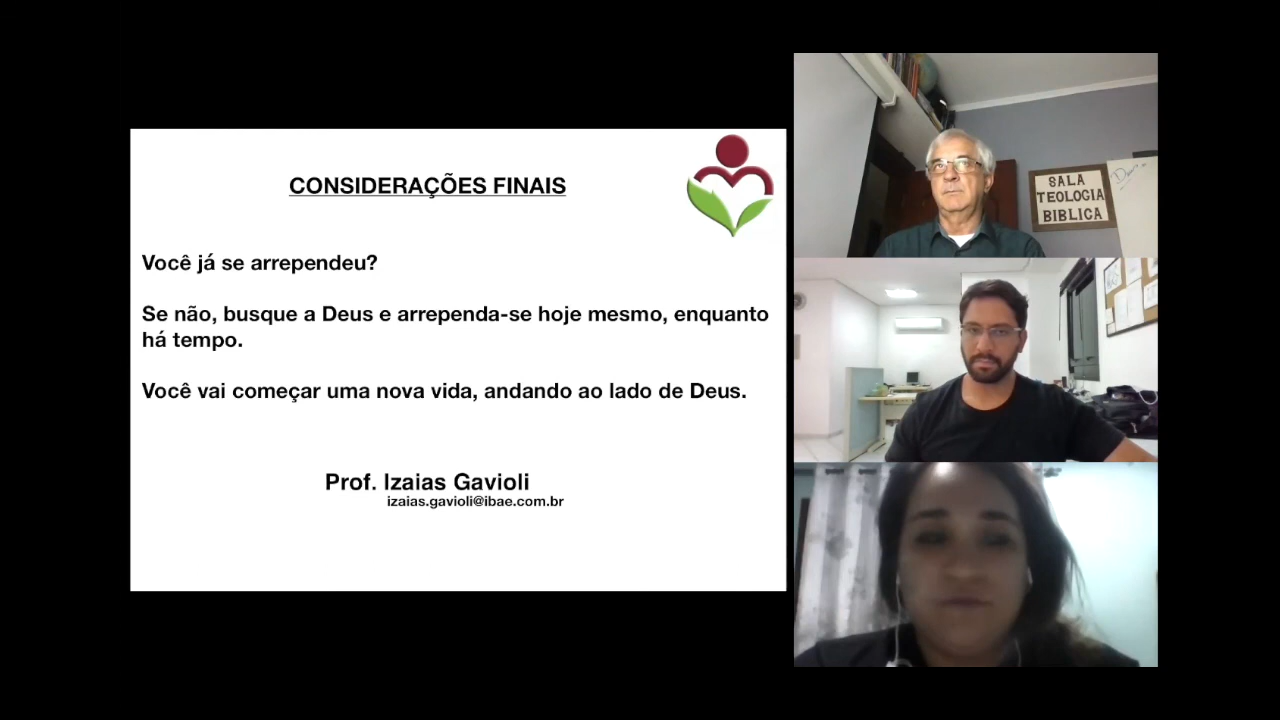 CONSIDERAÇÕES FINAIS
Você já se arrependeu?
Se não, busque a Deus e arrependa-se hoje mesmo, enquanto
há tempo.
Você vai começar uma nova vida, andando ao lado de Deus.
Prof. Izaias Gavioli
izaias.gavioli@ibae.com.br
SALA
TEOLOGIA
BIBLICA